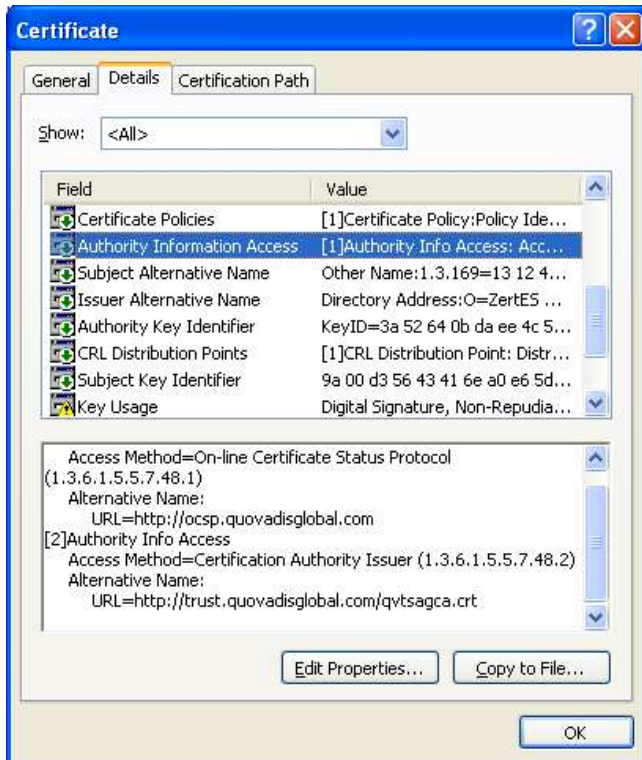 Certificate
General Details Certification Path
Show: <All>
Field Value
Certificate Policies [1]Certificate Policy:Policy Ide...
Authority Information Access [1]Authority Info Access: Acc...
Subject Alternative Name Other Name:1.3.169=13 12 4...
Issuer Alternative Name Directory Address:O=ZertES ...
Authority Key Identifier KeyID=3a 52 64 0b da ee 4c 5...
CRL Distribution Points [1]CRL Distribution Point: Distr...
Subject Key Identifier 9a 00 d3 56 43 41 6e a0 e6 5d...
Key Usage Digital Signature, Non-Repudia...
Access Method=On-line Certificate Status Protocol
(1.3.6.1.5.5.7.48.1)
Alternative Name:
URL=http://ocsp.quovadisglobal.com
[2]Authority Info Access
Access Method=Certification Authority Issuer (1.3.6.1.5.5.7.48.2)
Alternative Name:
URL=http://trust.quovadisglobal.com/qvtsagca.crt
Edit Properties... Copy to File...
OK